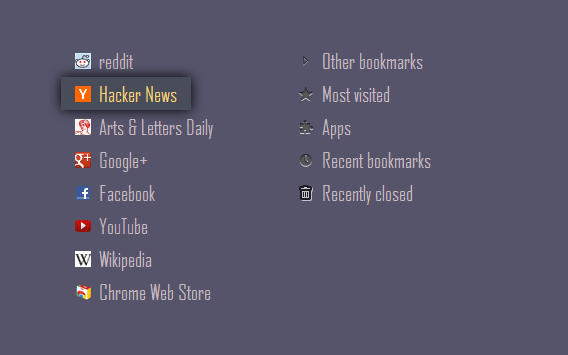 reddit
Hacker News
Arts & Letters Daily
Google+
Facebook
YouTube
Wikipedia
Chrome Web Store
Other bookmarks
Most visited
Apps
Recent bookmarks
Recently closed